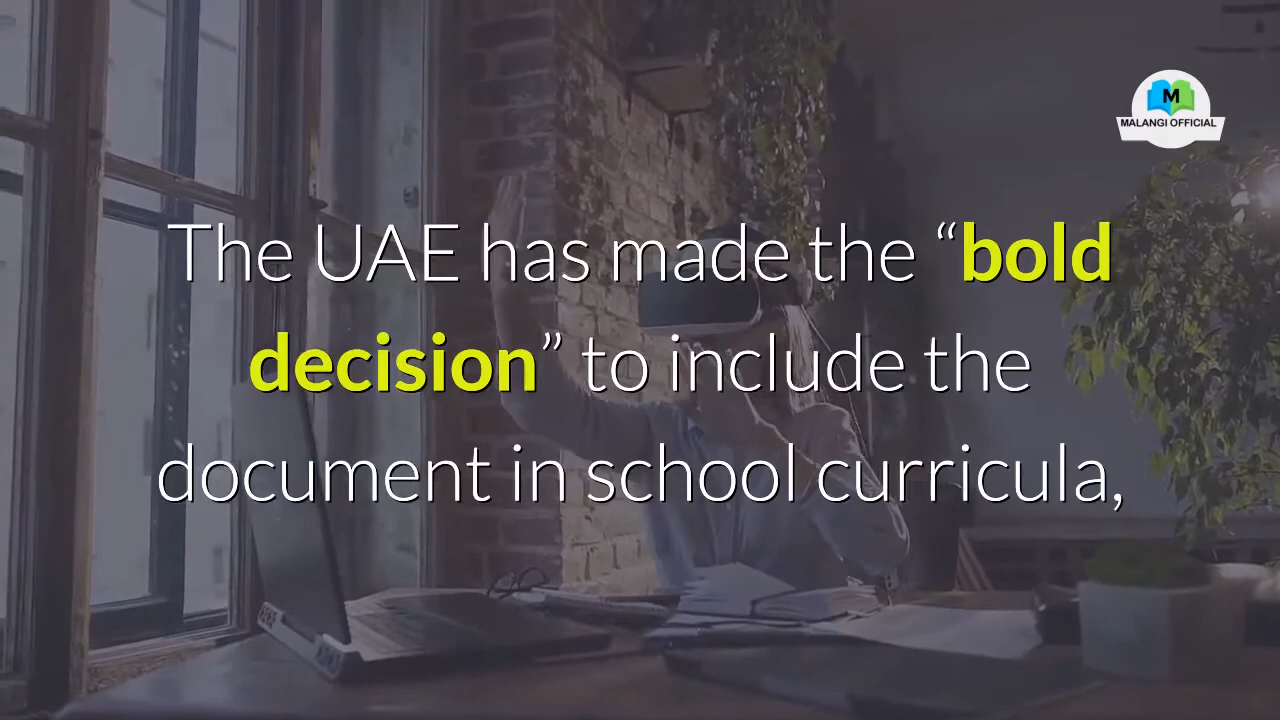 M
MALANGI OFFICIAL
The UAE has made the “bold
decision” to include the
document in school curricula,